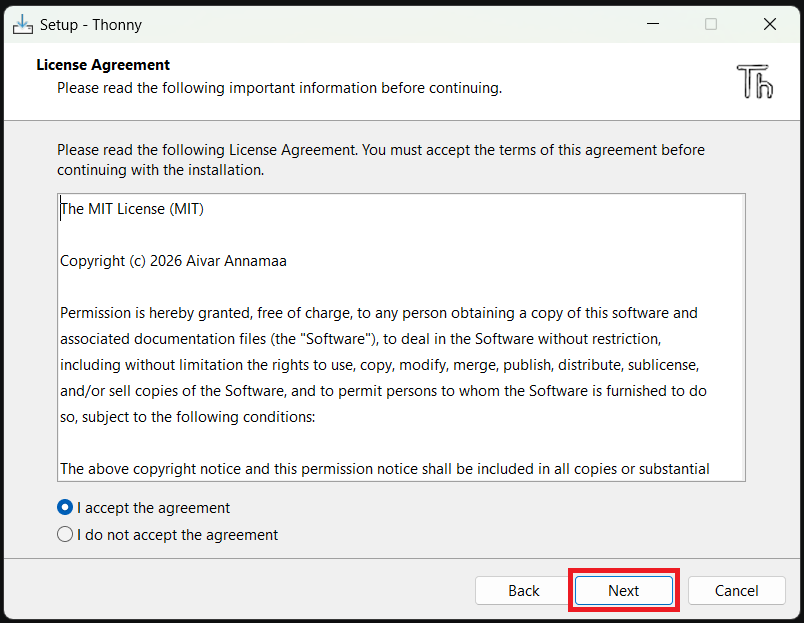 Setup - Thonny
License Agreement
Please read the following important information before continuing.
Th
Please read the following License Agreement. You must accept the terms of this agreement before
continuing with the installation.
The MIT License (MIT)
Copyright (c) 2026 Aivar Annamaa
Permission is hereby granted, free of charge, to any person obtaining a copy of this software and
associated documentation files (the "Software"), to deal in the Software without restriction,
including without limitation the rights to use, copy, modify, merge, publish, distribute, sublicense,
and/or sell copies of the Software, and to permit persons to whom the Software is furnished to do
so, subject to the following conditions:
The above copyright notice and this permission notice shall be included in all copies or substantial
I accept the agreement
I do not accept the agreement
Back Next Cancel